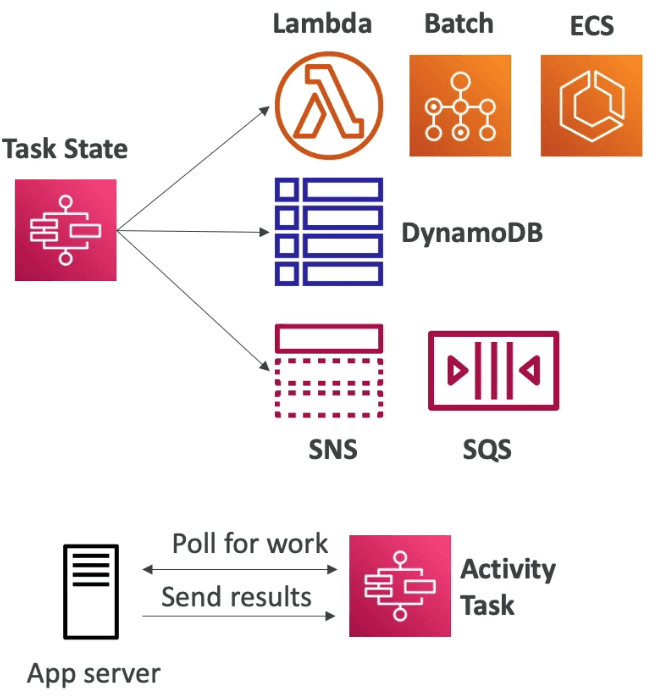 Lambda
Batch
ECS
Task State
DynamoDB
SNS
SQS
Poll for work
Send results
Activity
Task
App server